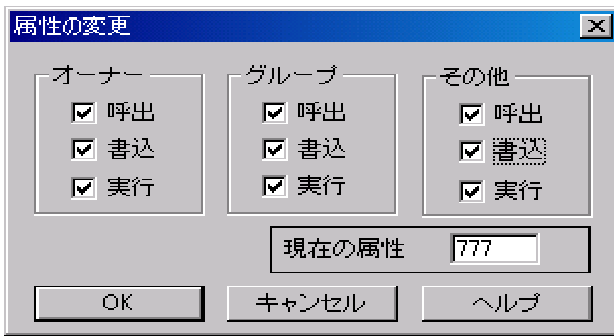 属性の変更
オーナー グループ その他
呼出 呼出 呼出
書込 書込 書込
実行 実行 実行
現在の属性 777
OK キャンセル ヘルプ